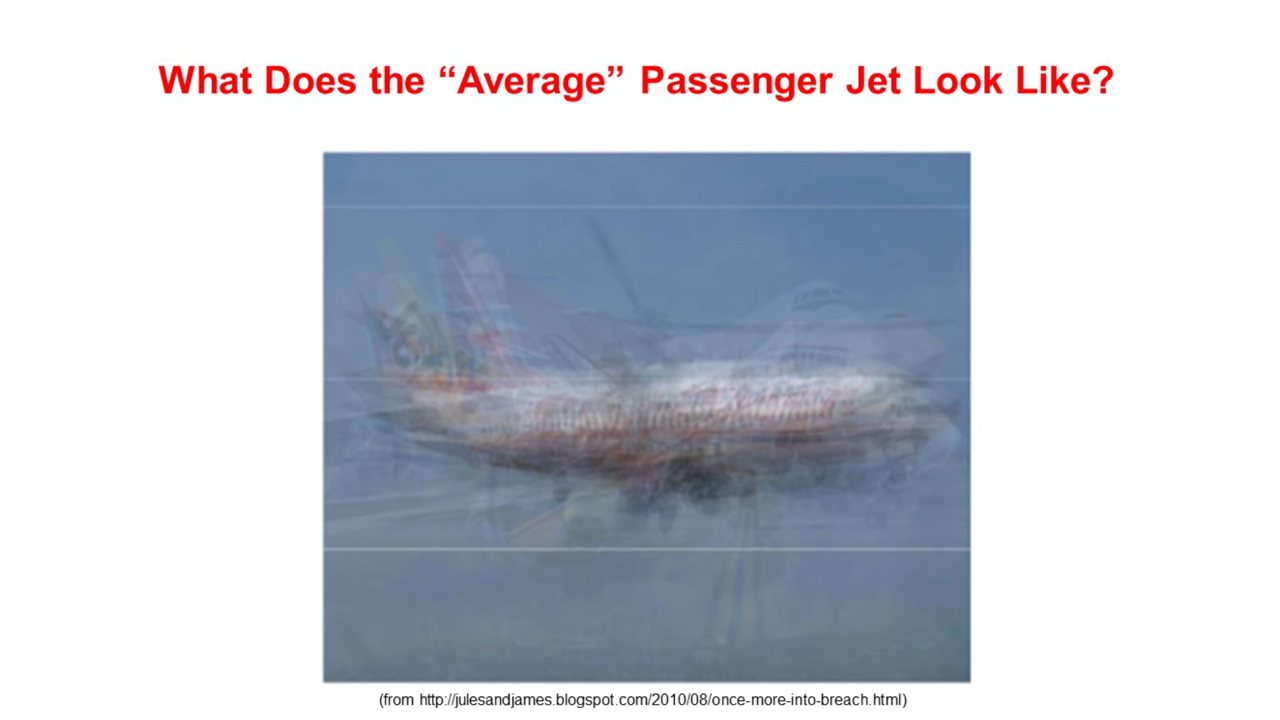 What Does the “Average” Passenger Jet Look Like?
(from http://julesandjames.blogspot.com/2010/08/once-more-into-breach.html)